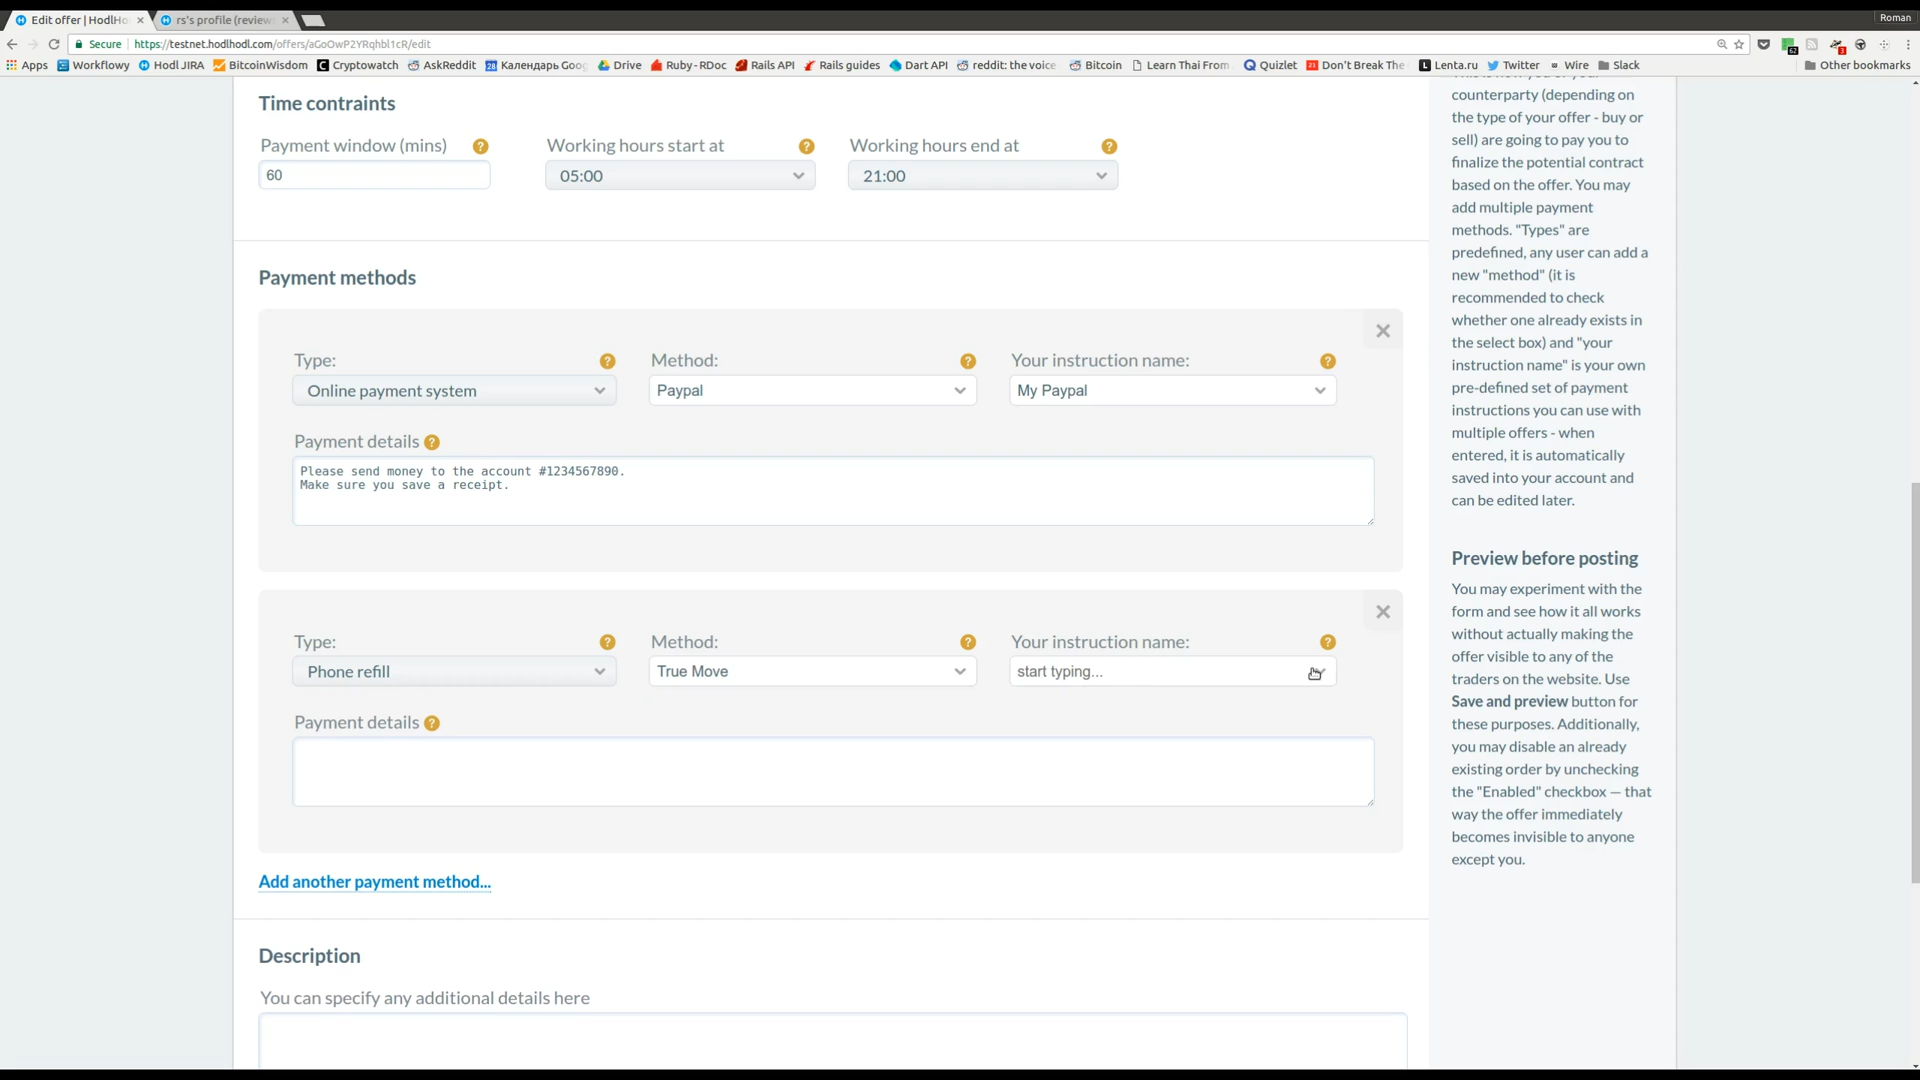 Edit offer | HodlHo
rs's profile (review
Roman
Secure
https://testnet.hodlhodl.com/offers/aGoOwP2YRqhbl1cR/edit
Apps
Workflowy
Hodl JIRA
BitcoinWisdom
Cryptowatch
AskReddit
Календарь Goo
Drive
Ruby-RDoc
Rails API
Rails guides
Dart API
reddit: the voice
Bitcoin
Learn Thai From
Quizlet
Don't Break The
Lenta.ru
Twitter
Wire
Slack
Other bookmarks
Time contraints
Payment window (mins)
Working hours start at
Working hours end at
60
05:00
21:00
Payment methods
Type:
Method:
Your instruction name:
Online payment system
Paypal
My Paypal
Payment details
Please send money to the account #1234567890.
Make sure you save a receipt.
Type:
Method:
Your instruction name:
Phone refill
True Move
start typing...
Payment details
Add another payment method...
Description
You can specify any additional details here
counterparty (depending on
the type of your offer - buy or
sell) are going to pay you to
finalize the potential contract
based on the offer. You may
add multiple payment
methods. "Types" are
predefined, any user can add a
new "method" (it is
recommended to check
whether one already exists in
the select box) and "your
instruction name" is your own
pre-defined set of payment
instructions you can use with
multiple offers - when
entered, it is automatically
saved into your account and
can be edited later.
Preview before posting
You may experiment with the
form and see how it all works
without actually making the
offer visible to any of the
traders on the website. Use
Save and preview button for
these purposes. Additionally,
you may disable an already
existing order by unchecking
the "Enabled" checkbox — that
way the offer immediately
becomes invisible to anyone
except you.